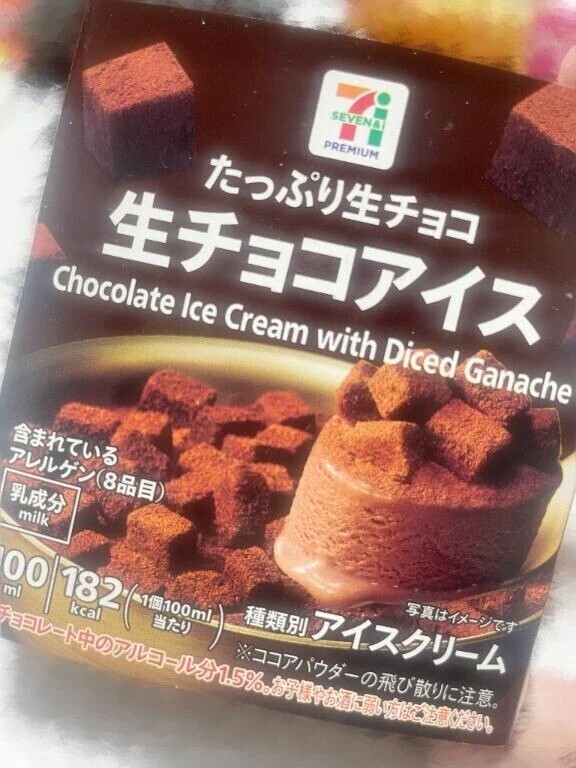 SEVEN&i
PREMIUM
たっぷり生チョコ
生チョコアイス
Chocolate Ice Cream with Diced Ganache
含まれている
アレルゲン(8品目)
乳成分
milk
100
ml
182
kcal
(1個100ml
当たり)
種類別 アイスクリーム
写真はイメージです
※ココアパウダーの飛び散りに注意。
チョコレート中のアルコール分1.5%。お子様やお酒に弱い方はご注意ください。